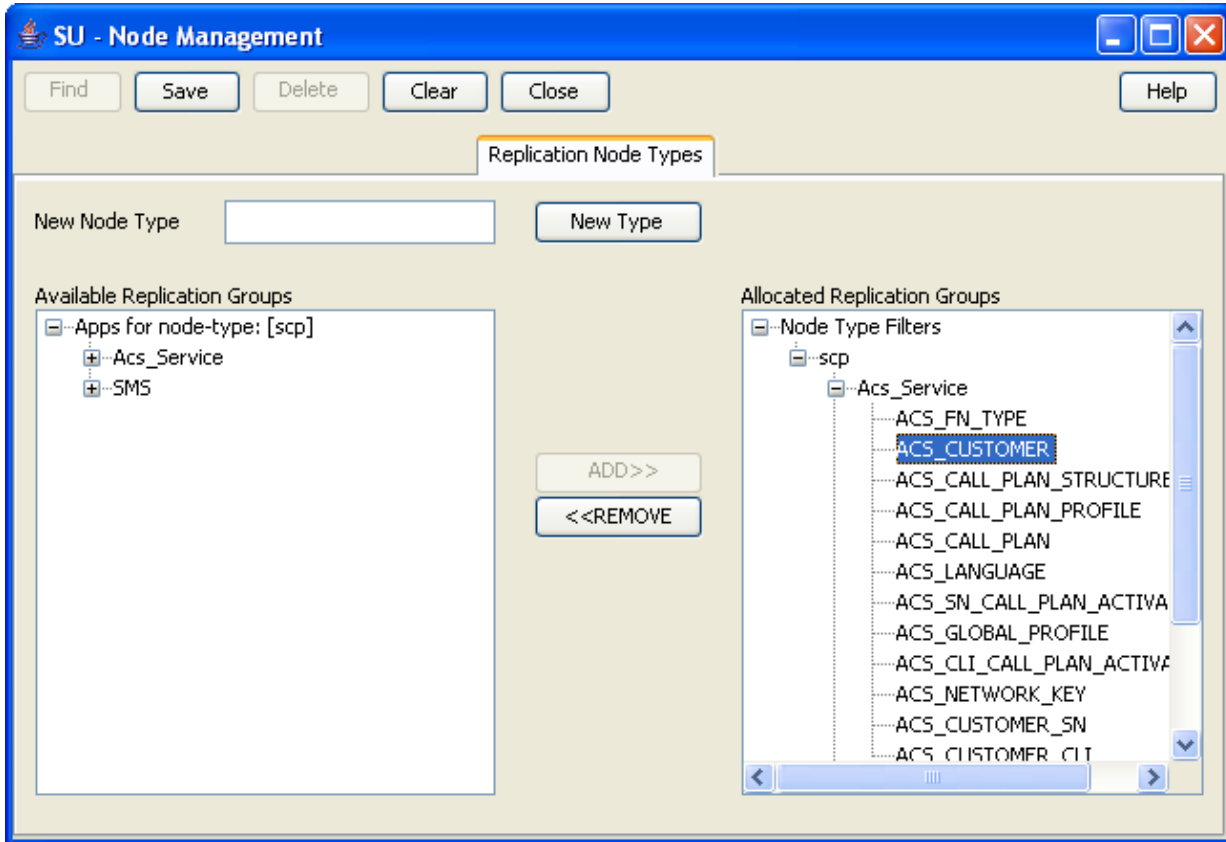 SU - Node Management
Find Save Delete Clear Close Help
Replication Node Types
New Node Type New Type
Available Replication Groups
Apps for node-type: [scp]
Acs_Service
SMS
ADD>>
<<REMOVE
Allocated Replication Groups
Node Type Filters
scp
Acs_Service
ACS_FN_TYPE
ACS_CUSTOMER
ACS_CALL_PLAN_STRUCTURE
ACS_CALL_PLAN_PROFILE
ACS_CALL_PLAN
ACS_LANGUAGE
ACS_SN_CALL_PLAN_ACTIVA
ACS_GLOBAL_PROFILE
ACS_CLI_CALL_PLAN_ACTIVA
ACS_NETWORK_KEY
ACS_CUSTOMER_SN
ACS_CUSTOMER_CLI